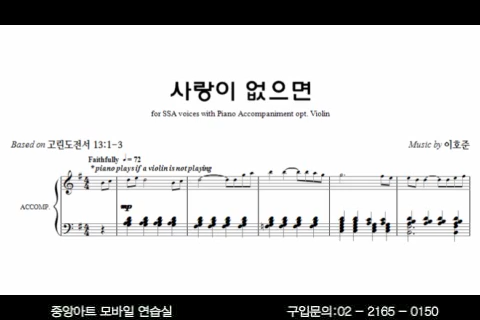 사랑이 없으면
for SSA voices with Piano Accompaniment opt. Violin
Based on 고린도전서 13:1-3
Music by 이호준
Faithfully ♩= 72
* piano plays if a violin is not playing
ACCOMP.
mp
중앙아트 모바일 연습실
구입문의:02 - 2165 - 0150